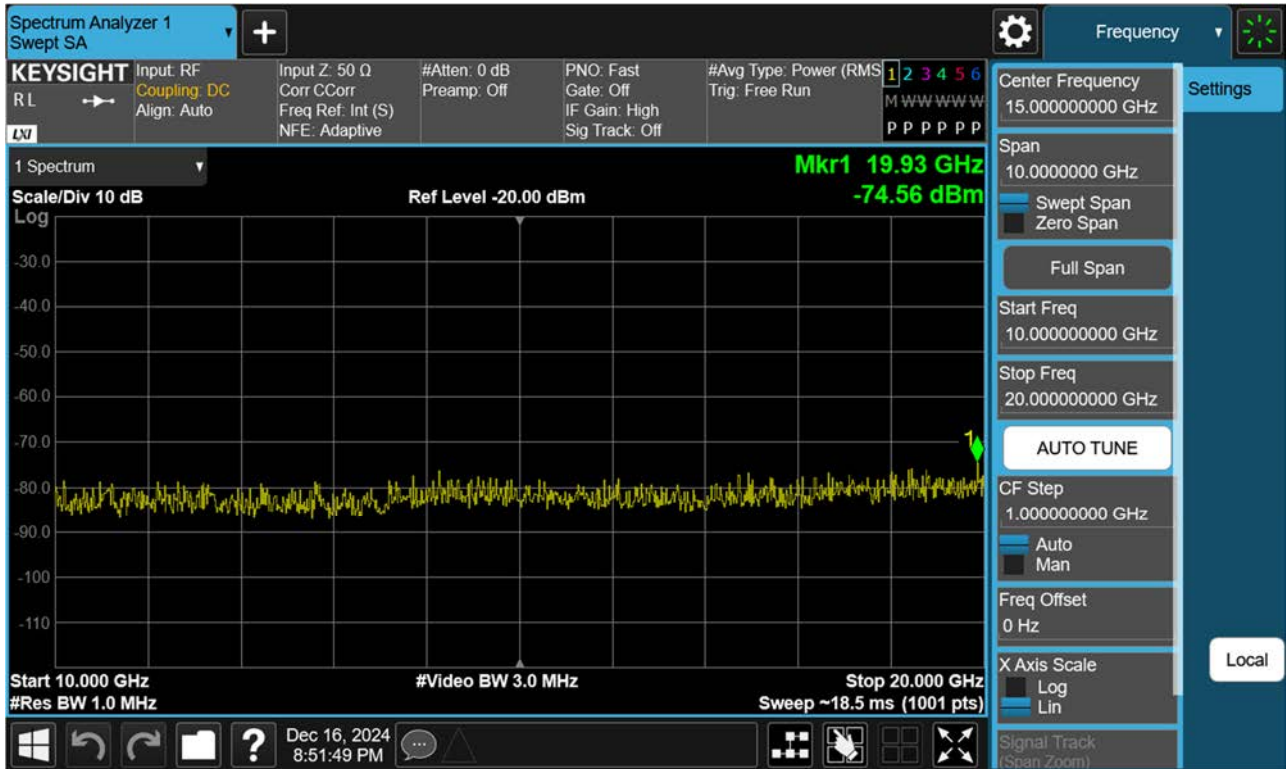 Spectrum Analyzer 1
Swept SA
Frequency
KEYSIGHT
R L
LXI
Input: RF
Coupling: DC
Align: Auto
Input Z: 50 Ω
Corr CCorr
Freq Ref: Int (S)
NFE: Adaptive
#Atten: 0 dB
Preamp: Off
PNO: Fast
Gate: Off
IF Gain: High
Sig Track: Off
#Avg Type: Power (RMS
Trig: Free Run
1 2 3 4 5 6
M W W W W W
P P P P P P
1 Spectrum
Scale/Div 10 dB
Ref Level -20.00 dBm
Mkr1 19.93 GHz
-74.56 dBm
Log
-30.0
-40.0
-50.0
-60.0
-70.0
-80.0
-90.0
-100
-110
1
Start 10.000 GHz
#Res BW 1.0 MHz
#Video BW 3.0 MHz
Stop 20.000 GHz
Sweep ~18.5 ms (1001 pts)
Dec 16, 2024
8:51:49 PM
?
Center Frequency
15.000000000 GHz
Span
10.0000000 GHz
Swept Span
Zero Span
Full Span
Start Freq
10.000000000 GHz
Stop Freq
20.000000000 GHz
AUTO TUNE
CF Step
1.000000000 GHz
Auto
Man
Freq Offset
0 Hz
X Axis Scale
Log
Lin
Signal Track
(Span Zoom)
Settings
Local